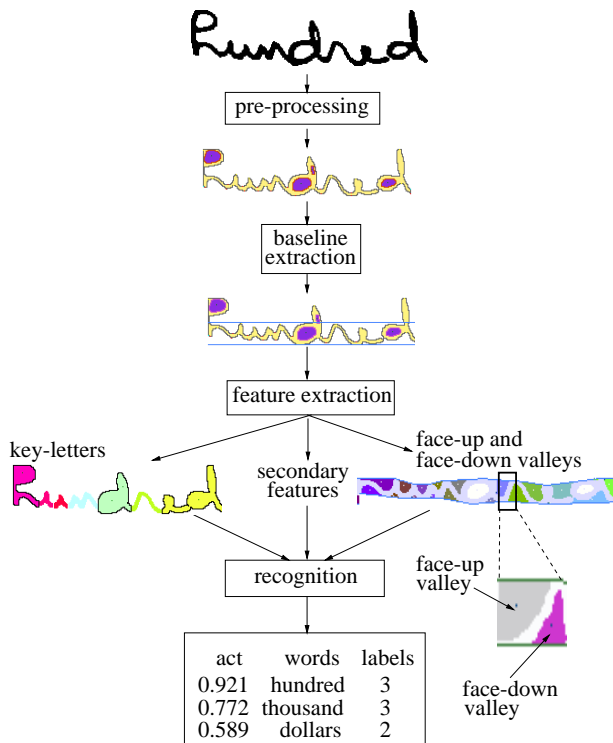 hundred
pre-processing
baseline
extraction
feature extraction
key-letters
secondary
features
face-up and
face-down valleys
recognition
face-up
valley
face-down
valley
act words labels
0.921 hundred 3
0.772 thousand 3
0.589 dollars 2